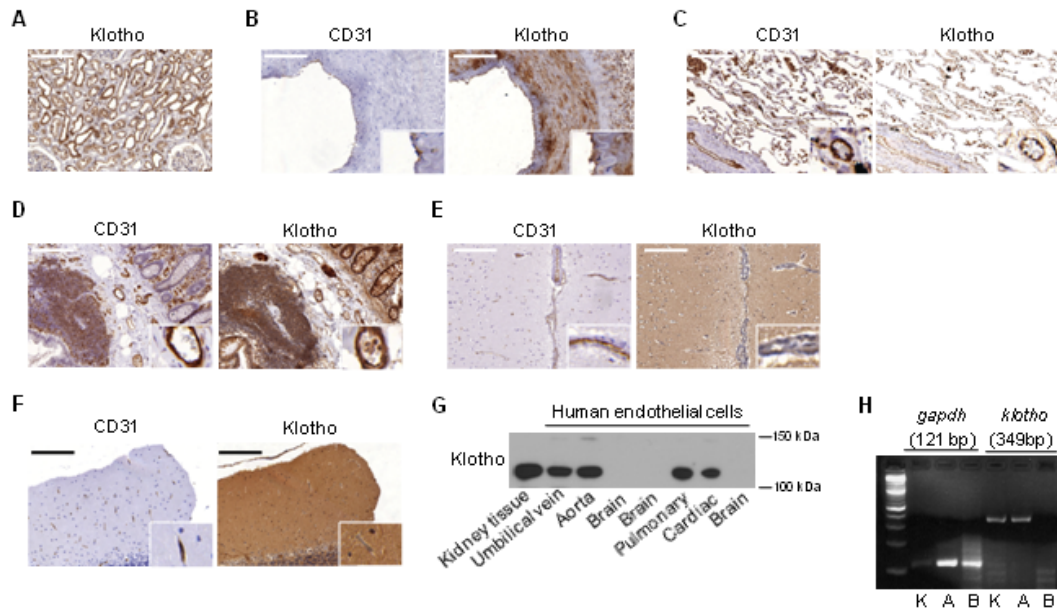 A
Klotho
B
CD31
Klotho
C
CD31
Klotho
D
CD31
Klotho
E
CD31
Klotho
F
CD31
Klotho
G
Human endothelial cells
Klotho
150 kDa
100 kDa
Kidney tissue
Umbilical vein
Aorta
Brain
Brain
Pulmonary
Cardiac
Brain
H
gapdh klotho
(121 bp) (349bp)
K A B K A B